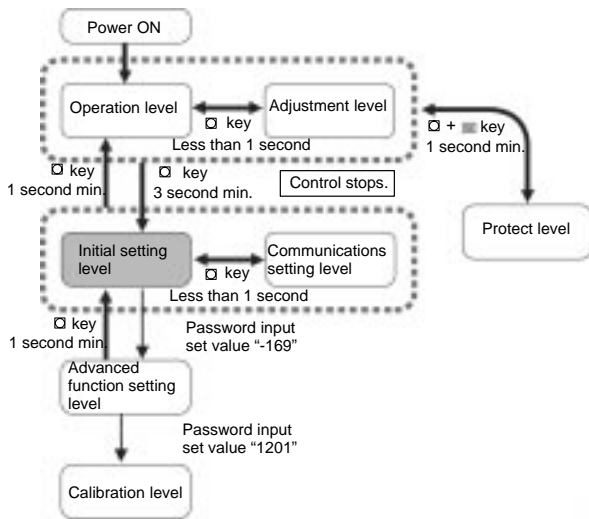 Power ON
Operation level
Adjustment level
key
Less than 1 second
+ key
1 second min.
key
1 second min.
key
3 second min.
Control stops.
Protect level
Initial setting
level
Communications
setting level
key
Less than 1 second
key
1 second min.
Password input
set value “-169”
Advanced
function setting
level
Password input
set value “1201”
Calibration level